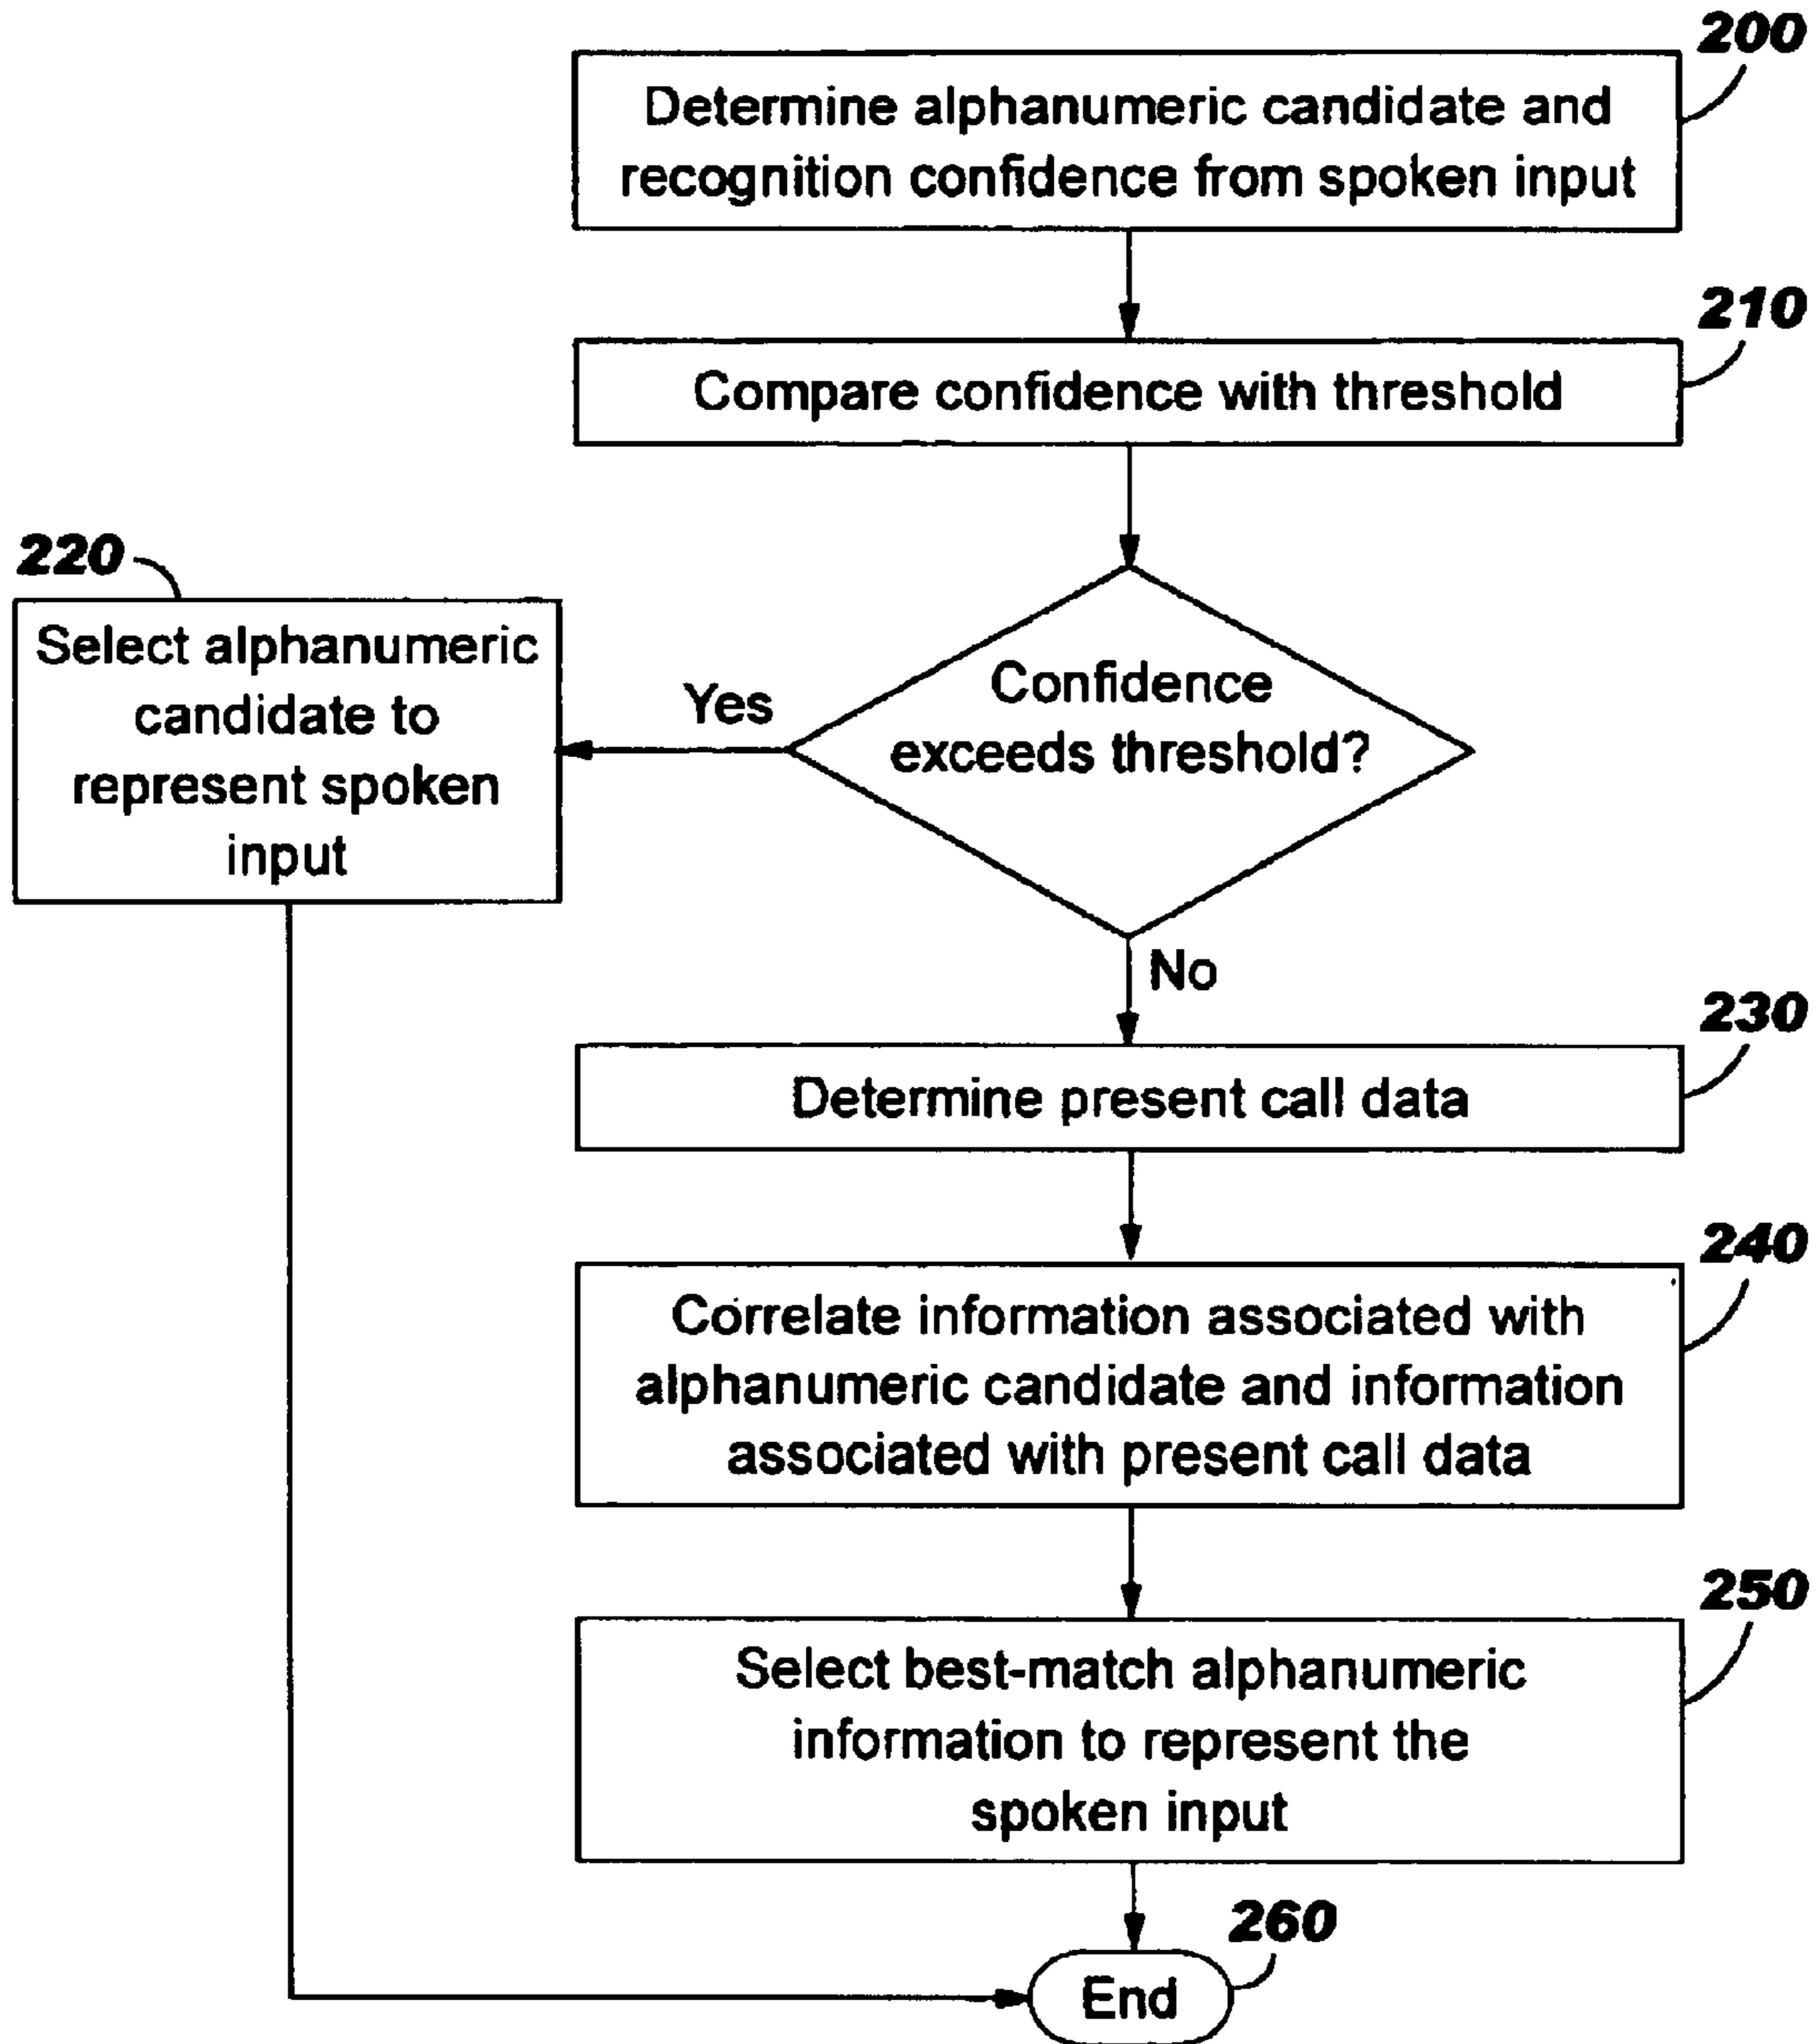 200
Determine alphanumeric candidate and
recognition confidence from spoken input
210
Compare confidence with threshold
220
Select alphanumeric
candidate to
represent spoken
input
Yes
Confidence
exceeds threshold?
No
230
Determine present call data
240
Correlate information associated with
alphanumeric candidate and information
associated with present call data
250
Select best-match alphanumeric
information to represent the
spoken input
260
End